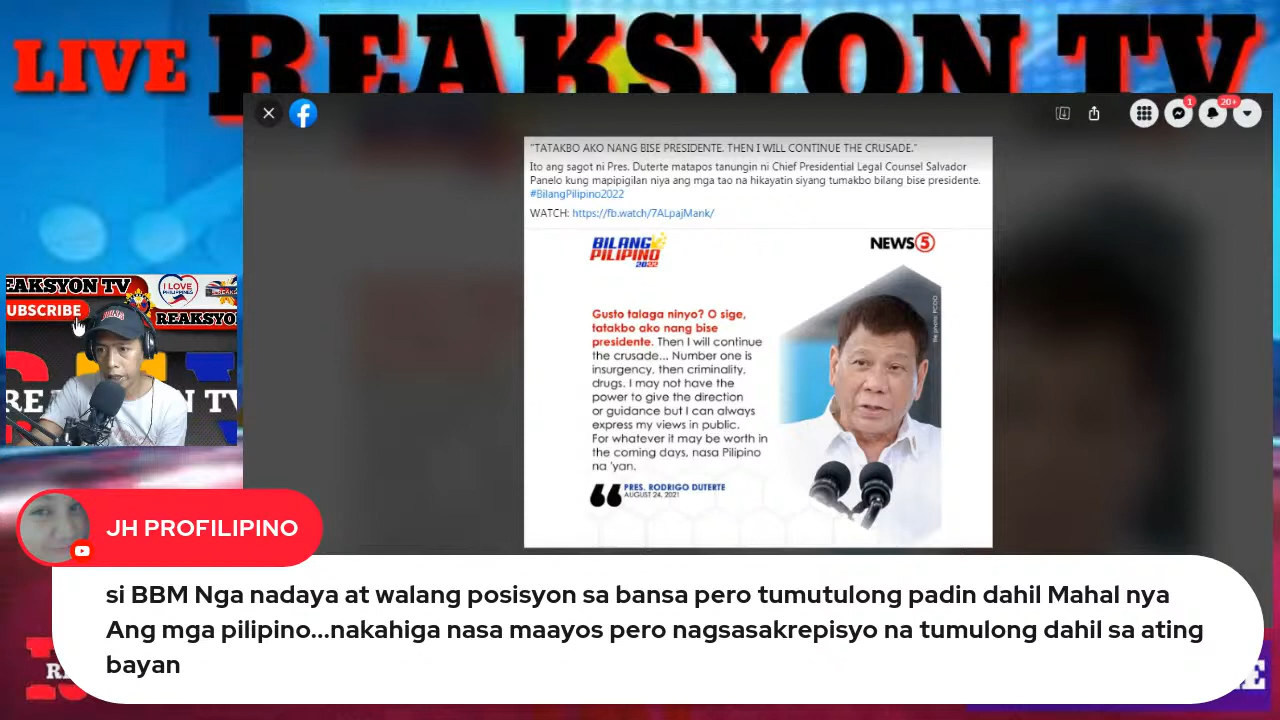 LIVE REAKSYON TV
1
20+
"TATAKBO AKO NANG BISE PRESIDENTE. THEN I WILL CONTINUE THE CRUSADE."
Ito ang sagot ni Pres. Duterte matapos tanungin ni Chief Presidential Legal Counsel Salvador
Panelo kung mapipigilan niya ang mga tao na hikayatin siyang tumakbo bilang bise presidente.
#BilangPilipino2022
WATCH: https://fb.watch/7ALpajMank/
BILANG
PILIPINO
2022
NEWS5
Gusto talaga ninyo? O sige,
tatakbo ako nang bise
presidente. Then I will continue
the crusade... Number one is
insurgency, then criminality,
drugs. I may not have the
power to give the direction
or guidance but I can always
express my views in public.
For whatever it may be worth in
the coming days, nasa Pilipino
na 'yan.
PRES. RODRIGO DUTERTE
AUGUST 24, 2021
EAKSYON TV
I LOVE
PHILIPPINES
SUBSCRIBE
REAKSYO
JH PROFILIPINO
si BBM Nga nadaya at walang posisyon sa bansa pero tumutulong padin dahil Mahal nya
Ang mga pilipino...nakahiga nasa maayos pero nagsasakrepisyo na tumulong dahil sa ating
bayan